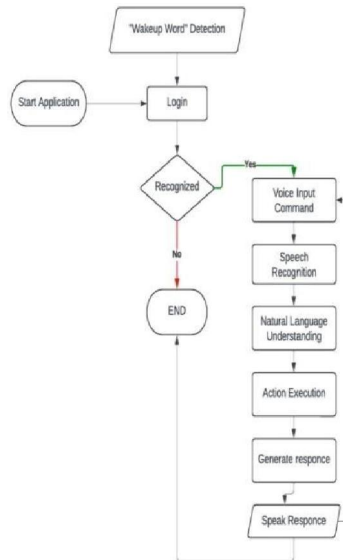 "Wakeup Word" Detection
Start Application
Login
Recognized
Yes
Voice Input
Command
No
Speech
Recognition
END
Natural Language
Understanding
Action Execution
Generate responce
Speak Responce